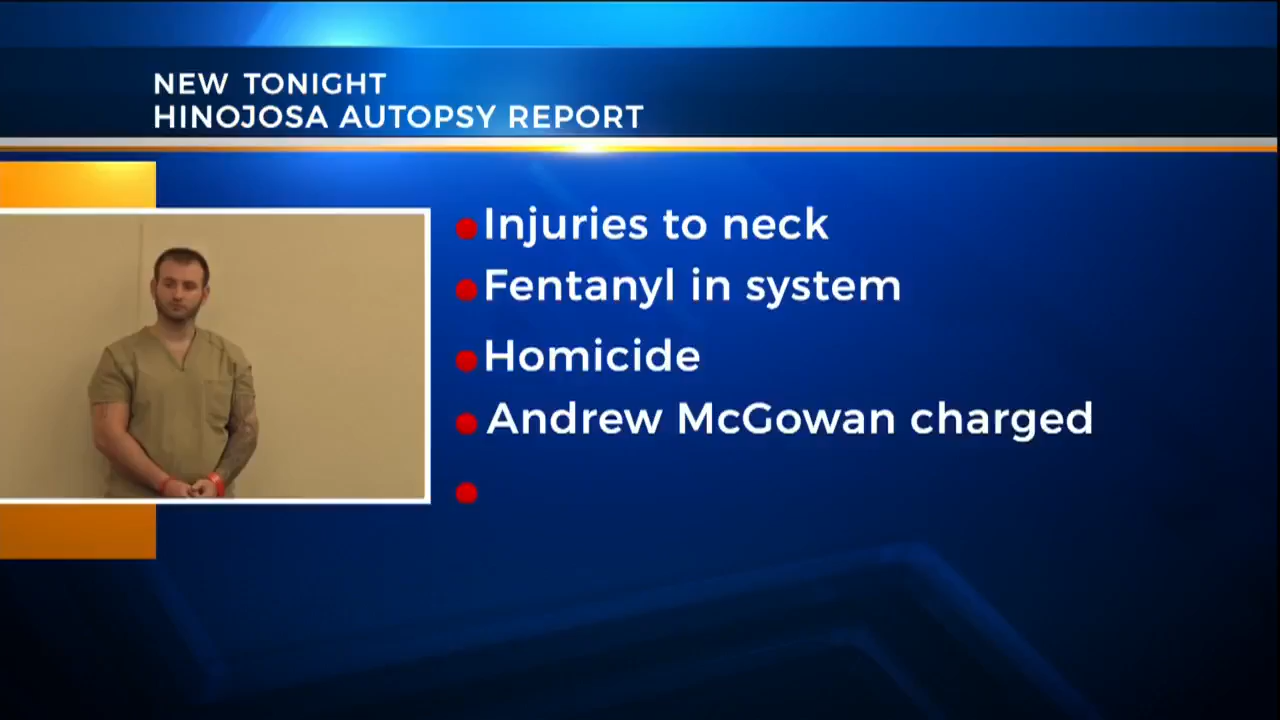 NEW TONIGHT
HINOJOSA AUTOPSY REPORT
Injuries to neck
Fentanyl in system
Homicide
Andrew McGowan charged